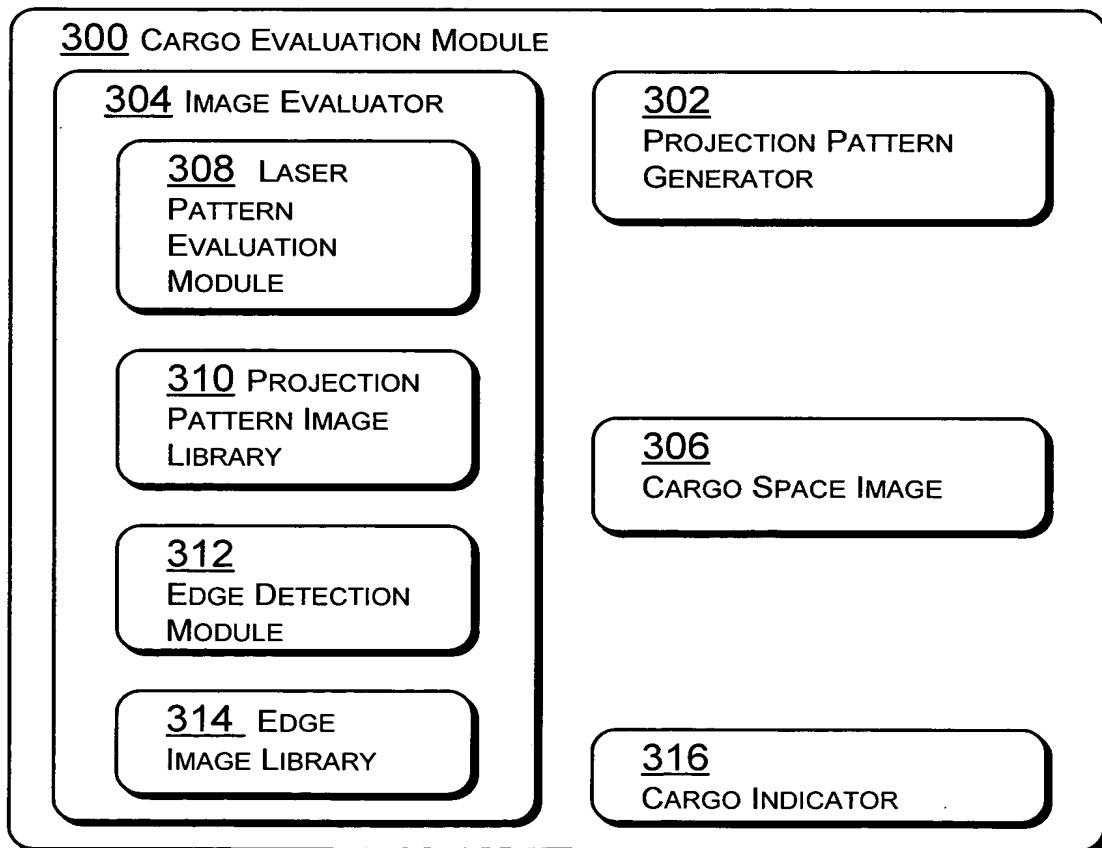 300 CARGO EVALUATION MODULE
304 IMAGE EVALUATOR
308 LASER
PATTERN
EVALUATION
MODULE
310 PROJECTION
PATTERN IMAGE
LIBRARY
312
EDGE DETECTION
MODULE
314 EDGE
IMAGE LIBRARY
302
PROJECTION PATTERN
GENERATOR
306
CARGO SPACE IMAGE
316
CARGO INDICATOR